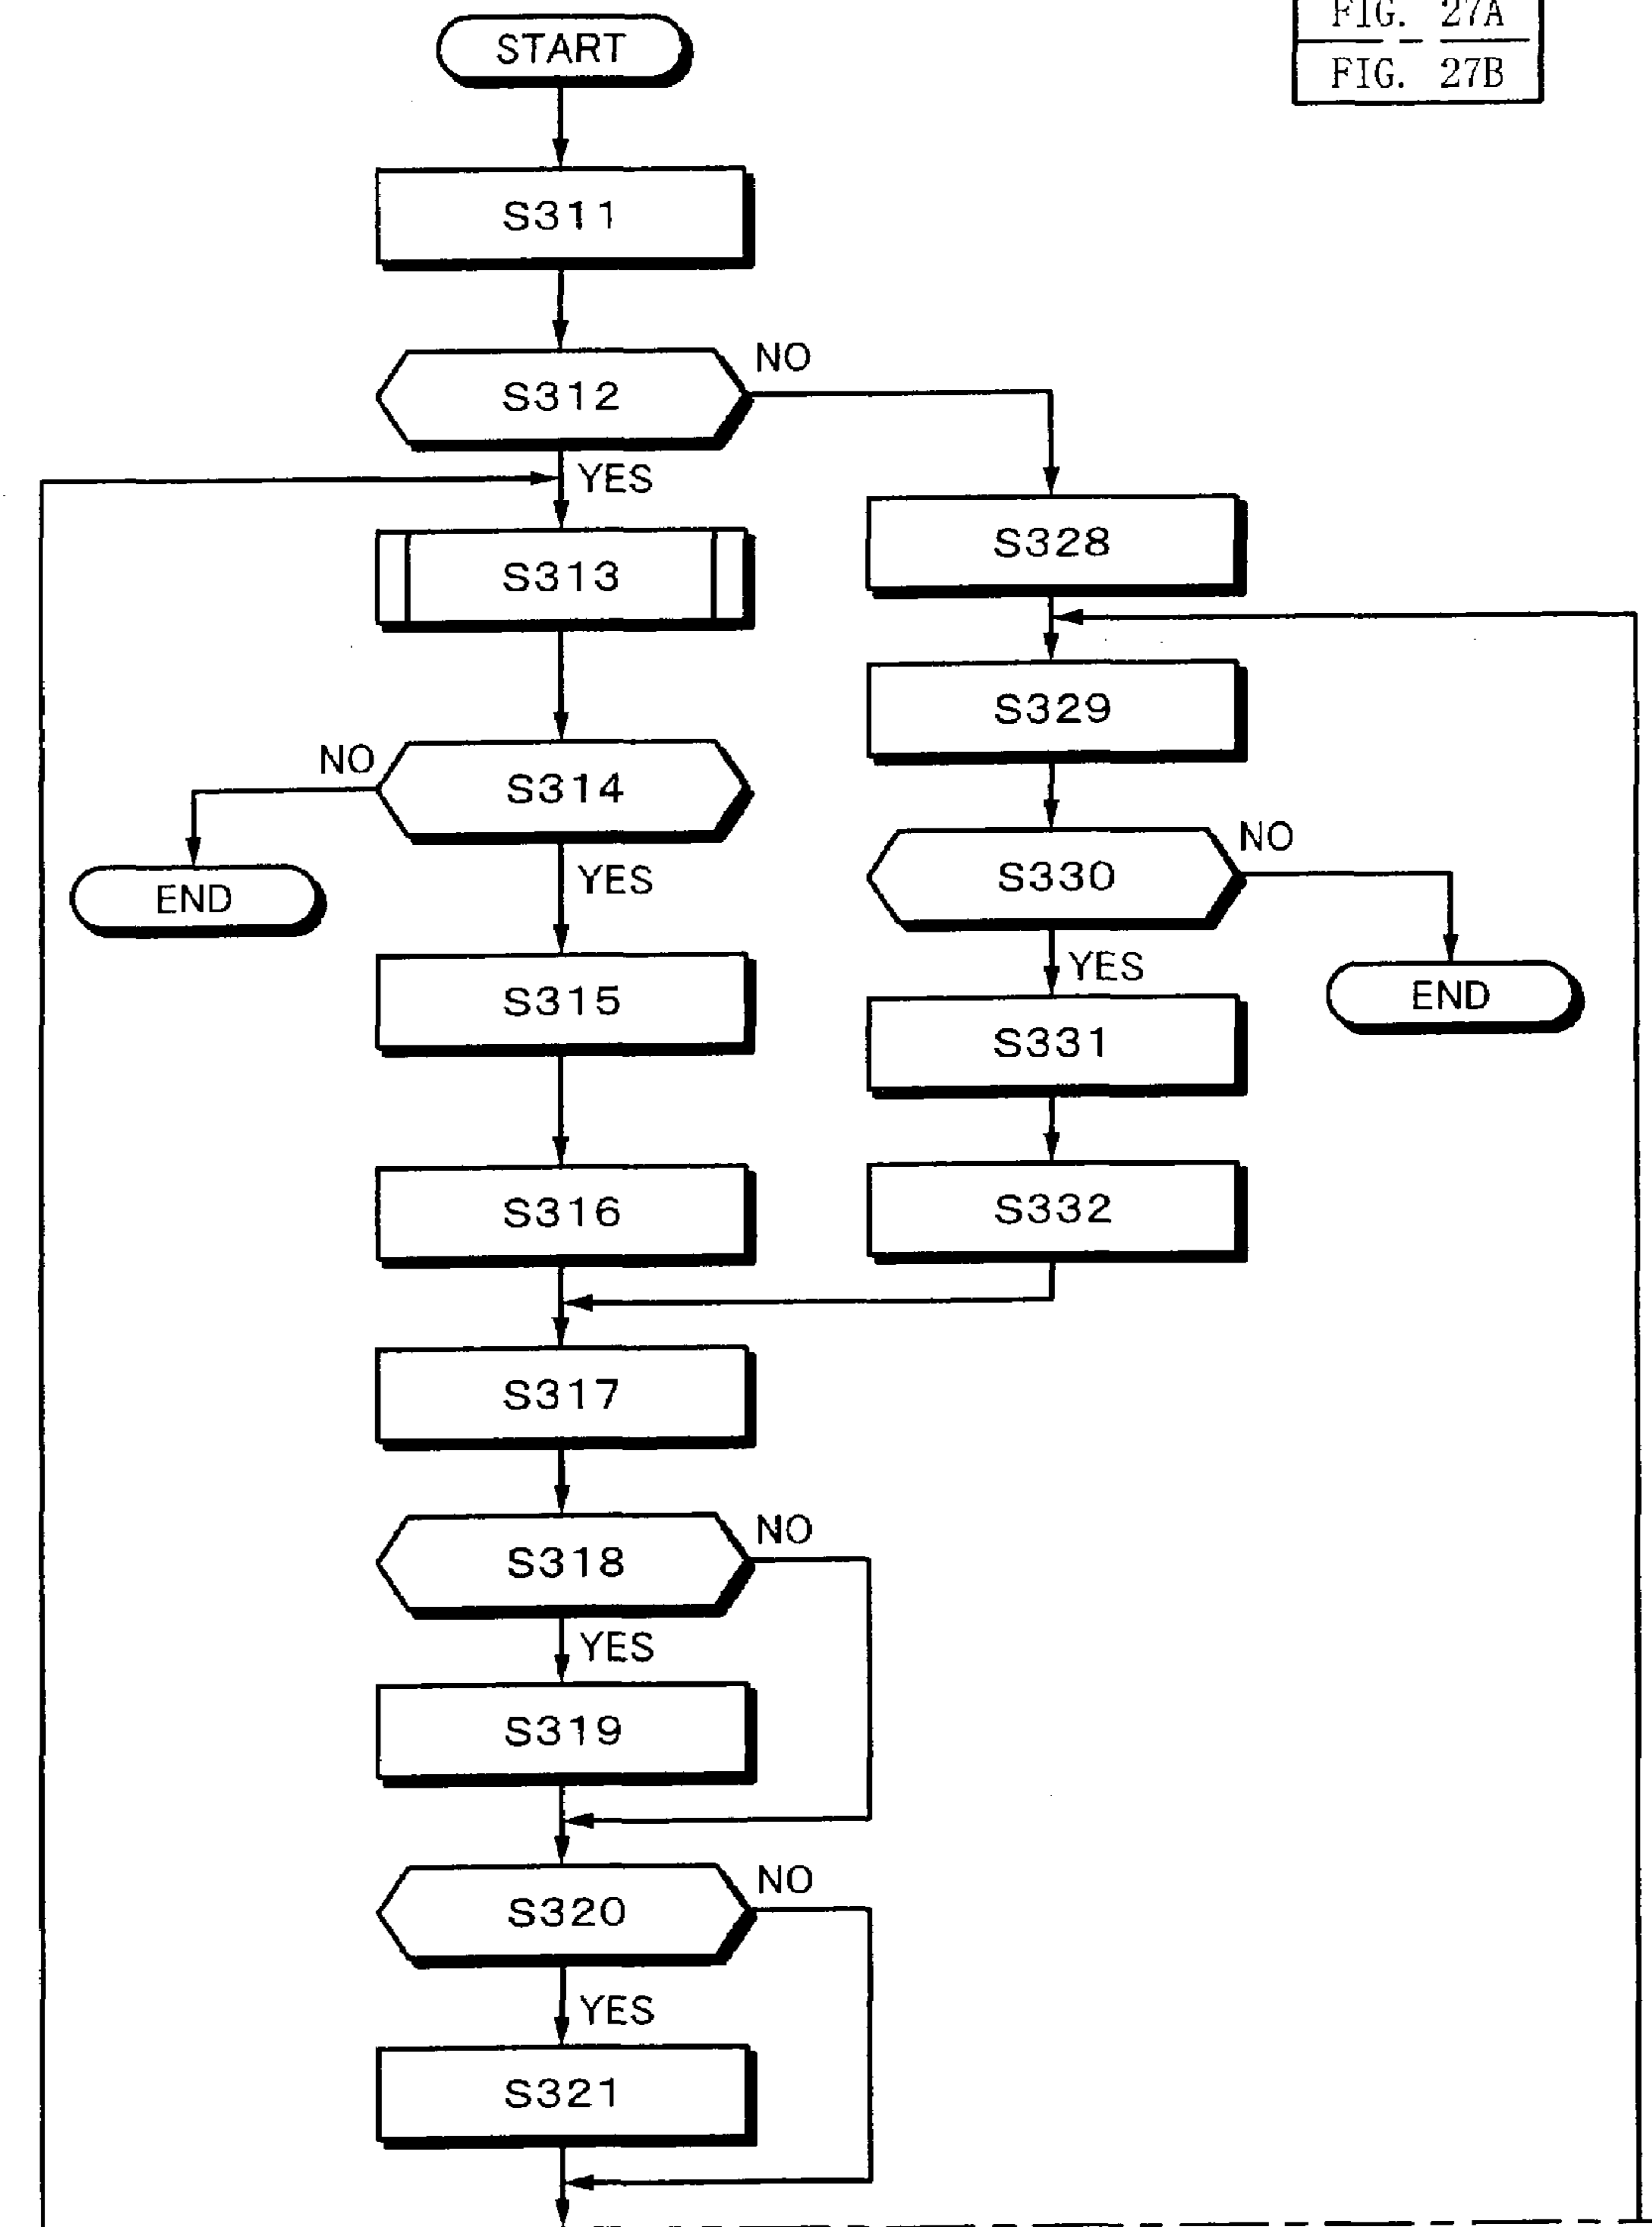 FIG. 27A
FIG. 27B
START
S311
S312
NO
YES
S313
S328
S329
S314
NO
YES
END
S330
NO
YES
END
S315
S331
S316
S332
S317
S318
NO
YES
S319
S320
NO
YES
S321